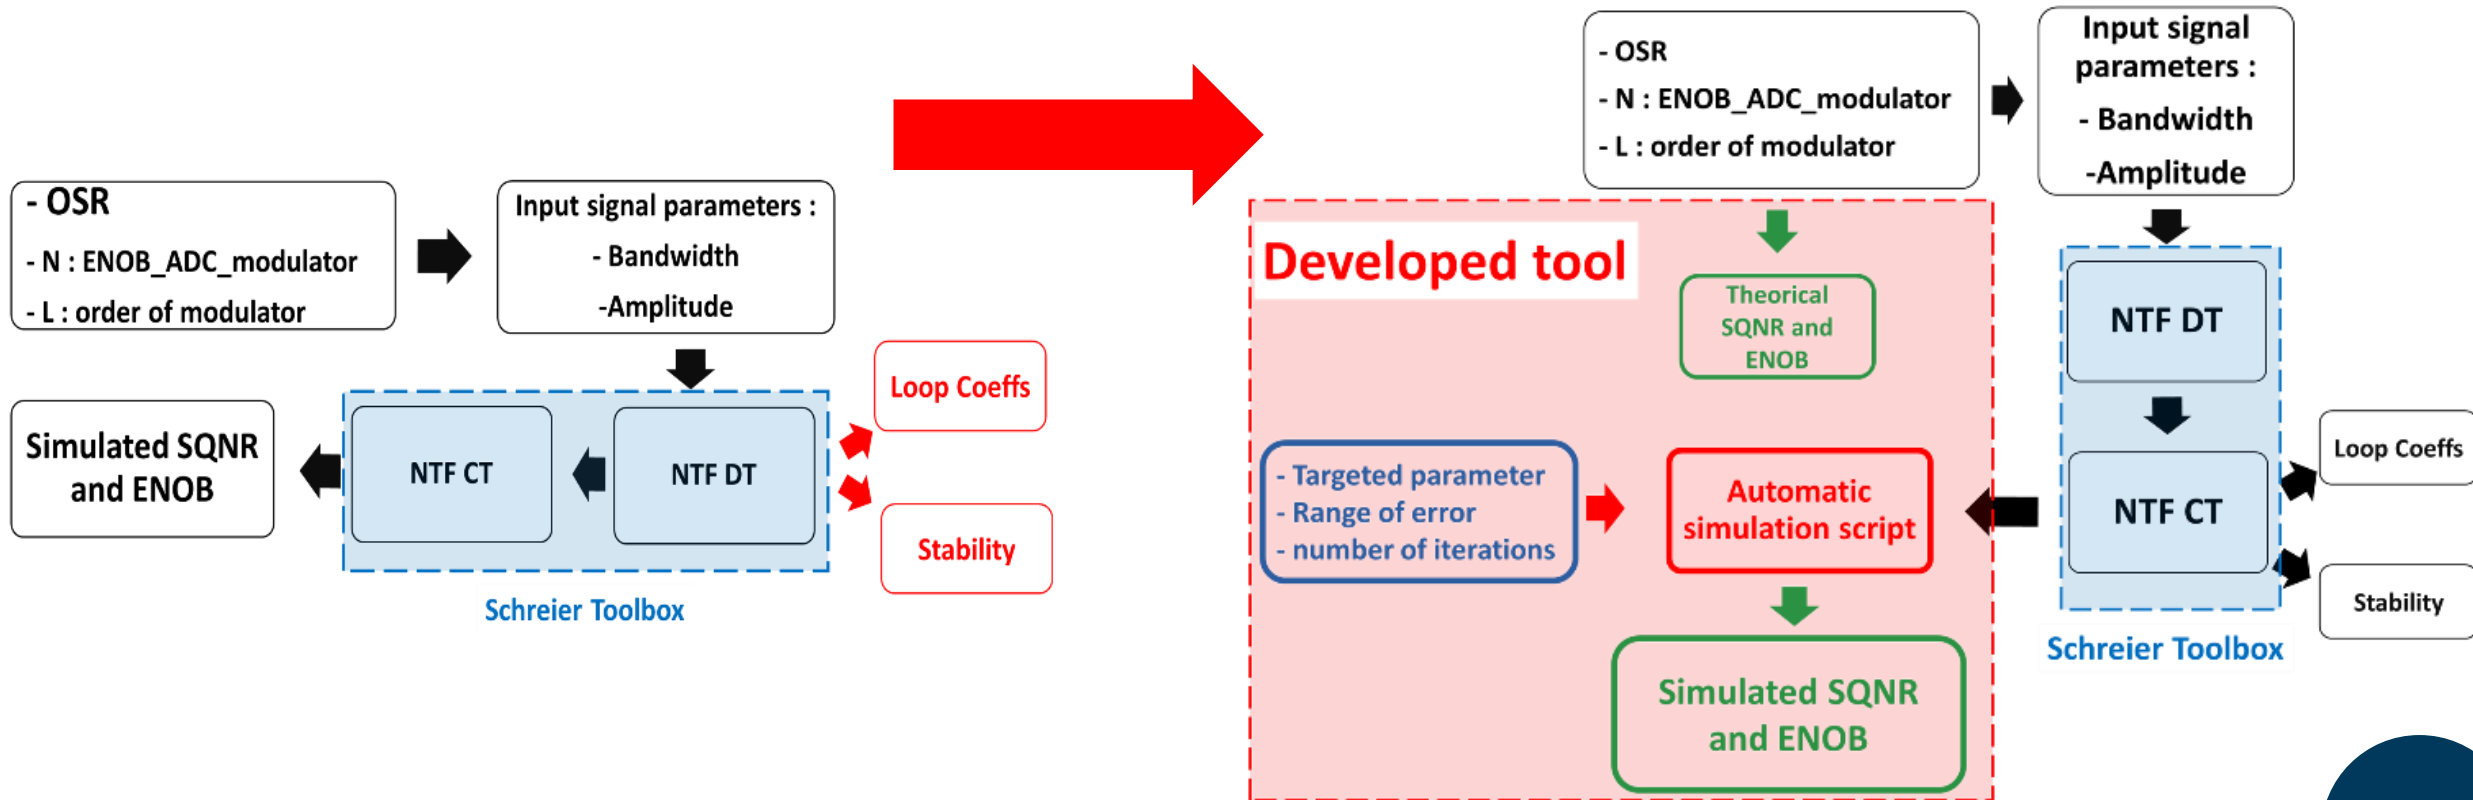 - OSR
- N : ENOB_ADC_modulator
- L : order of modulator
Input signal parameters :
- Bandwidth
-Amplitude
Loop Coeffs
Stability
NTF DT
NTF CT
Simulated SQNR
and ENOB
Schreier Toolbox
- OSR
- N : ENOB_ADC_modulator
- L : order of modulator
Input signal
parameters :
- Bandwidth
-Amplitude
Developed tool
Theorical
SQNR and
ENOB
NTF DT
NTF CT
Loop Coeffs
Stability
Schreier Toolbox
- Targeted parameter
- Range of error
- number of iterations
Automatic
simulation script
Simulated SQNR
and ENOB